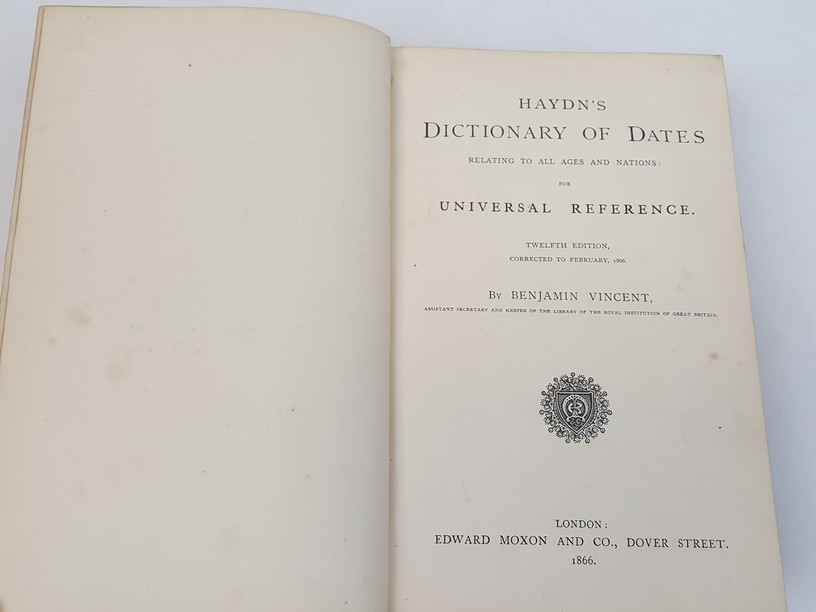 HAYDN'S
DICTIONARY OF DATES
RELATING TO ALL AGES AND NATIONS:
FOR
UNIVERSAL REFERENCE.
TWELFTH EDITION,
CORRECTED TO FEBRUARY, 1866.
BY BENJAMIN VINCENT,
ASSISTANT SECRETARY AND KEEPER OF THE LIBRARY OF THE ROYAL INSTITUTION OF GREAT BRITAIN.
LONDON:
EDWARD MOXON AND CO., DOVER STREET.
1866.